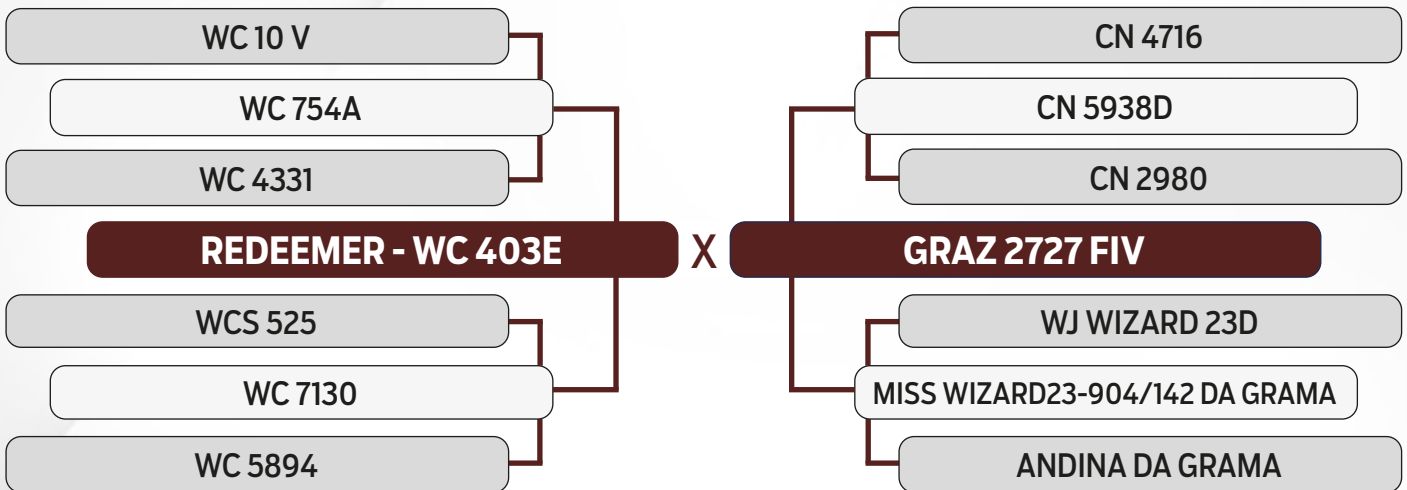 WC 10 V
WC 754A
WC 4331
REDEEMER - WC 403E
WCS 525
WC 7130
WC 5894
X
CN 4716
CN 5938D
CN 2980
GRAZ 2727 FIV
WJ WIZARD 23D
MISS WIZARD23-904/142 DA GRAMA
ANDINA DA GRAMA